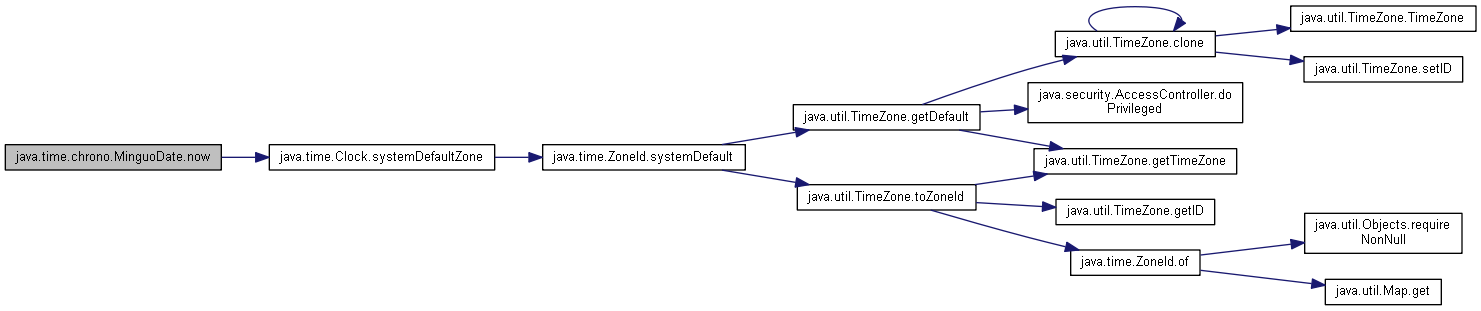 java.util.TimeZone.TimeZone
java.util.TimeZone.clone
java.util.TimeZone.setID
java.security.AccessController.do
Privileged
java.util.TimeZone.getDefault
java.time.chrono.MinguoDate.now
java.time.Clock.systemDefaultZone
java.time.ZoneId.systemDefault
java.util.TimeZone.getTimeZone
java.util.TimeZone.toZoneId
java.util.TimeZone.getID
java.util.Objects.require
NonNull
java.time.ZoneId.of
java.util.Map.get